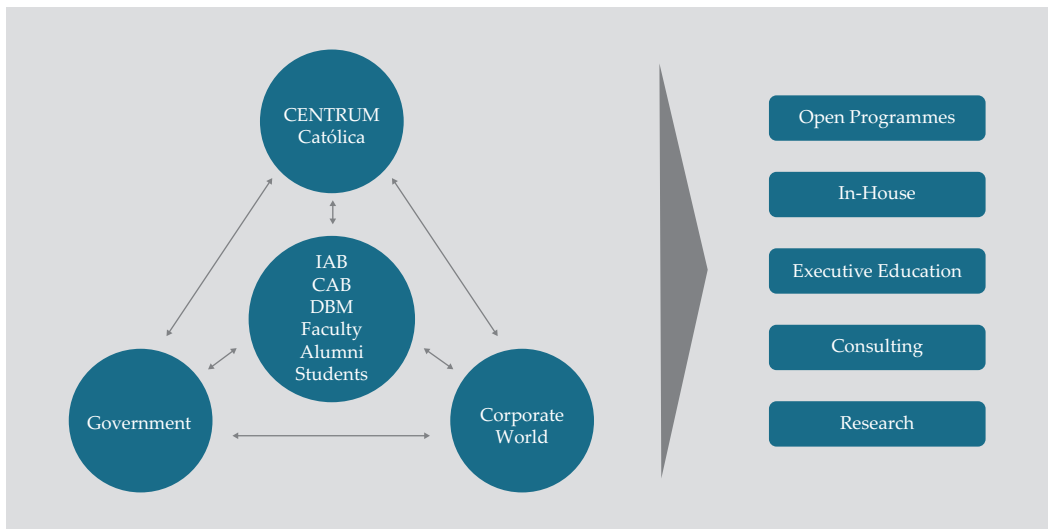 CENTRUM
Católica
IAB
CAB
DBM
Faculty
Alumni
Students
Government
Corporate
World
Open Programmes
In-House
Executive Education
Consulting
Research